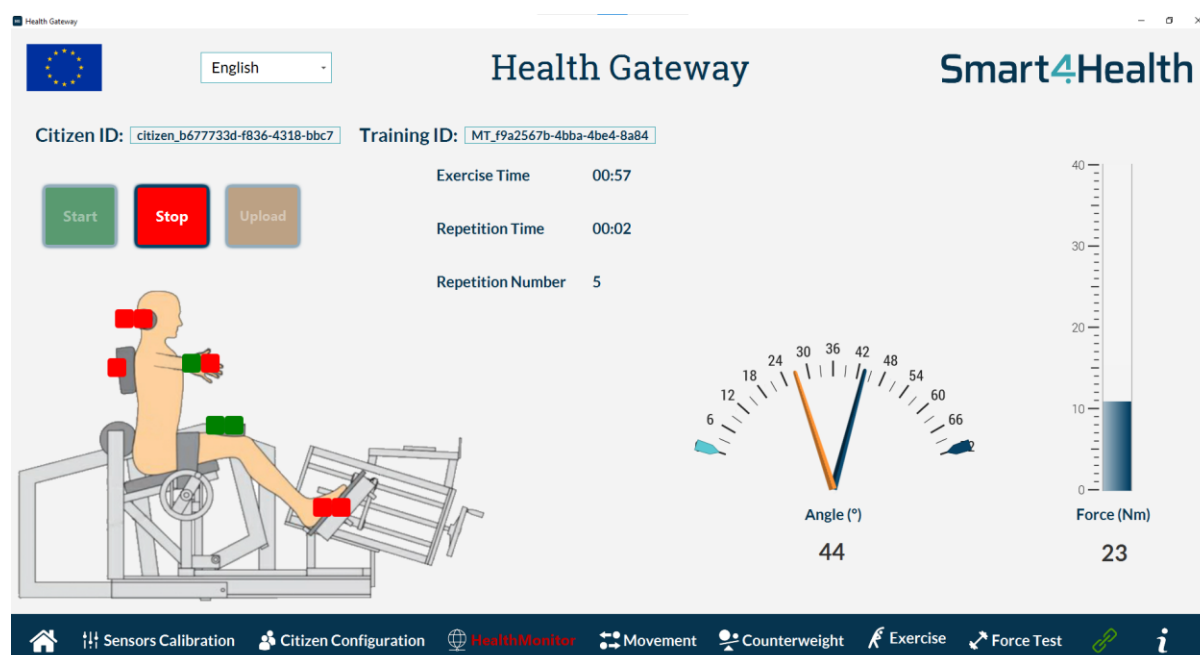 Health Gateway
English
Health Gateway
Smart4Health
Citizen ID: citizen_b677733d-f836-4318-bbc7 Training ID: MT_f9a2567b-4bba-4be4-8a84
Exercise Time 00:57
Start Stop Upload
Repetition Time 00:02
Repetition Number 5
40
30
20
10
0
6 12 18 24 30 36 42 48 54 60 66
Angle (°)
44
Force (Nm)
23
Sensors Calibration Citizen Configuration HealthMonitor Movement Counterweight Exercise Force Test